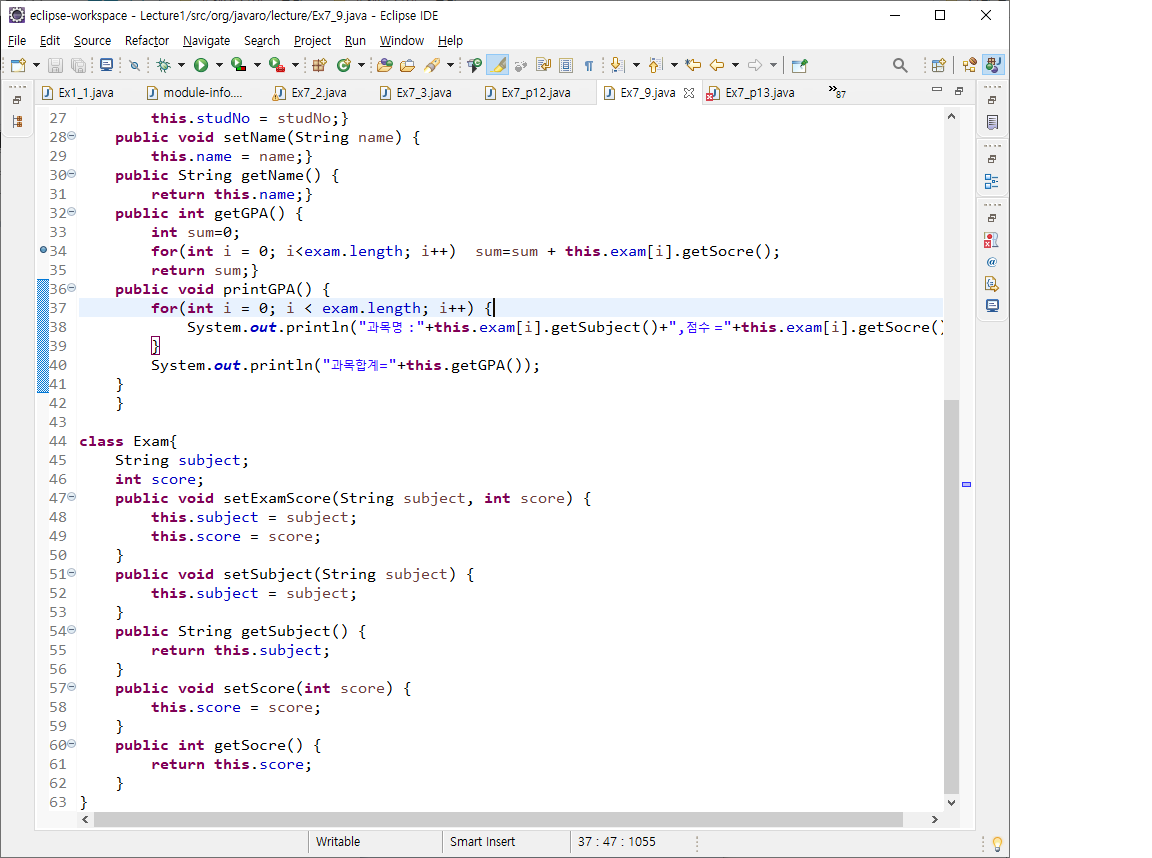 eclipse-workspace - Lecture1/src/org/javaro/lecture/Ex7_9.java - Eclipse IDE
File Edit Source Refactor Navigate Search Project Run Window Help
Ex1_1.java module-info.... Ex7_2.java Ex7_3.java Ex7_p12.java Ex7_9.java Ex7_p13.java »87
27 this.studNo = studNo;}
28 public void setName(String name) {
29 this.name = name;}
30 public String getName() {
31 return this.name;}
32 public int getGPA() {
33 int sum=0;
34 for(int i = 0; i<exam.length; i++) sum=sum + this.exam[i].getSocre();
35 return sum;}
36 public void printGPA() {
37 for(int i = 0; i < exam.length; i++) {
38 System.out.println("과목명 :"+this.exam[i].getSubject()+",점수 ="+this.exam[i].getSocre()
39 }
40 System.out.println("과목합계="+this.getGPA());
41 }
42 }
43
44 class Exam{
45 String subject;
46 int score;
47 public void setExamScore(String subject, int score) {
48 this.subject = subject;
49 this.score = score;
50 }
51 public void setSubject(String subject) {
52 this.subject = subject;
53 }
54 public String getSubject() {
55 return this.subject;
56 }
57 public void setScore(int score) {
58 this.score = score;
59 }
60 public int getSocre() {
61 return this.score;
62 }
63 }
Writable Smart Insert 37 : 47 : 1055